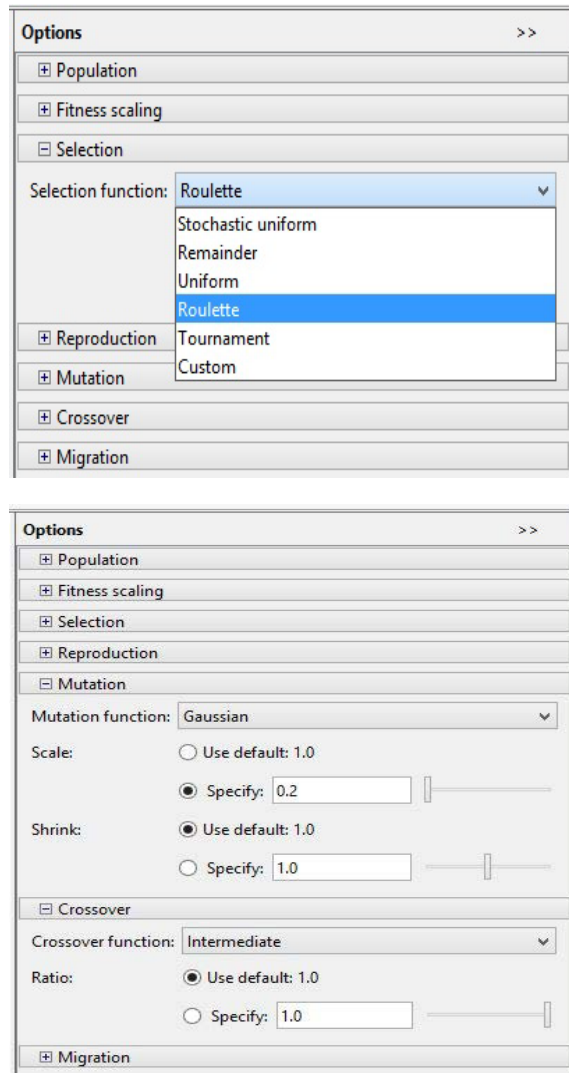 Options >>
Population
Fitness scaling
Selection
Selection function: Roulette
Stochastic uniform
Remainder
Uniform
Roulette
Reproduction Tournament
Mutation Custom
Crossover
Migration
Options >>
Population
Fitness scaling
Selection
Reproduction
Mutation
Mutation function: Gaussian
Scale: Use default: 1.0
Specify: 0.2
Shrink: Use default: 1.0
Specify: 1.0
Crossover
Crossover function: Intermediate
Ratio: Use default: 1.0
Specify: 1.0
Migration